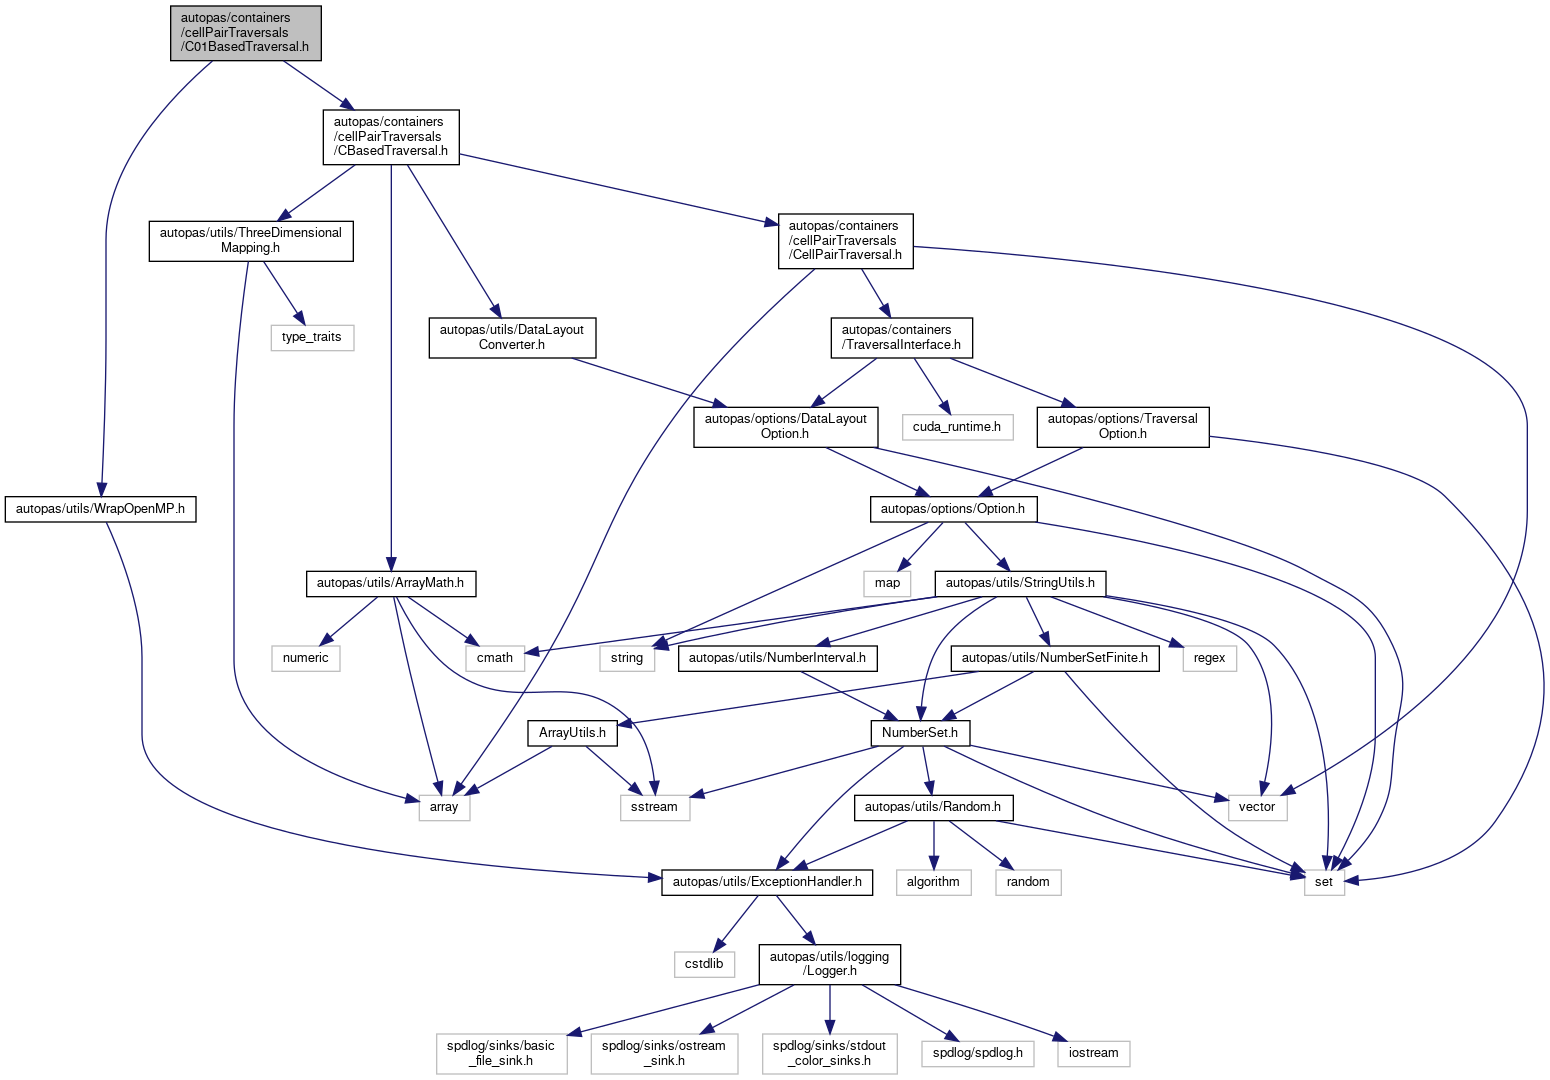 autopas/containers
/cellPairTraversals
/C01BasedTraversal.h
autopas/containers
/cellPairTraversals
/CBasedTraversal.h
autopas/utils/ThreeDimensional
Mapping.h
autopas/containers
/cellPairTraversals
/CellPairTraversal.h
type_traits
autopas/utils/DataLayout
Converter.h
autopas/containers
/TraversalInterface.h
autopas/options/DataLayout
Option.h
cuda_runtime.h
autopas/options/Traversal
Option.h
autopas/utils/WrapOpenMP.h
autopas/options/Option.h
autopas/utils/ArrayMath.h
map
autopas/utils/StringUtils.h
numeric
cmath
string
autopas/utils/NumberInterval.h
autopas/utils/NumberSetFinite.h
regex
ArrayUtils.h
NumberSet.h
array
sstream
autopas/utils/Random.h
vector
autopas/utils/ExceptionHandler.h
algorithm
random
set
cstdlib
autopas/utils/logging
/Logger.h
spdlog/sinks/basic
_file_sink.h
spdlog/sinks/ostream
_sink.h
spdlog/sinks/stdout
_color_sinks.h
spdlog/spdlog.h
iostream